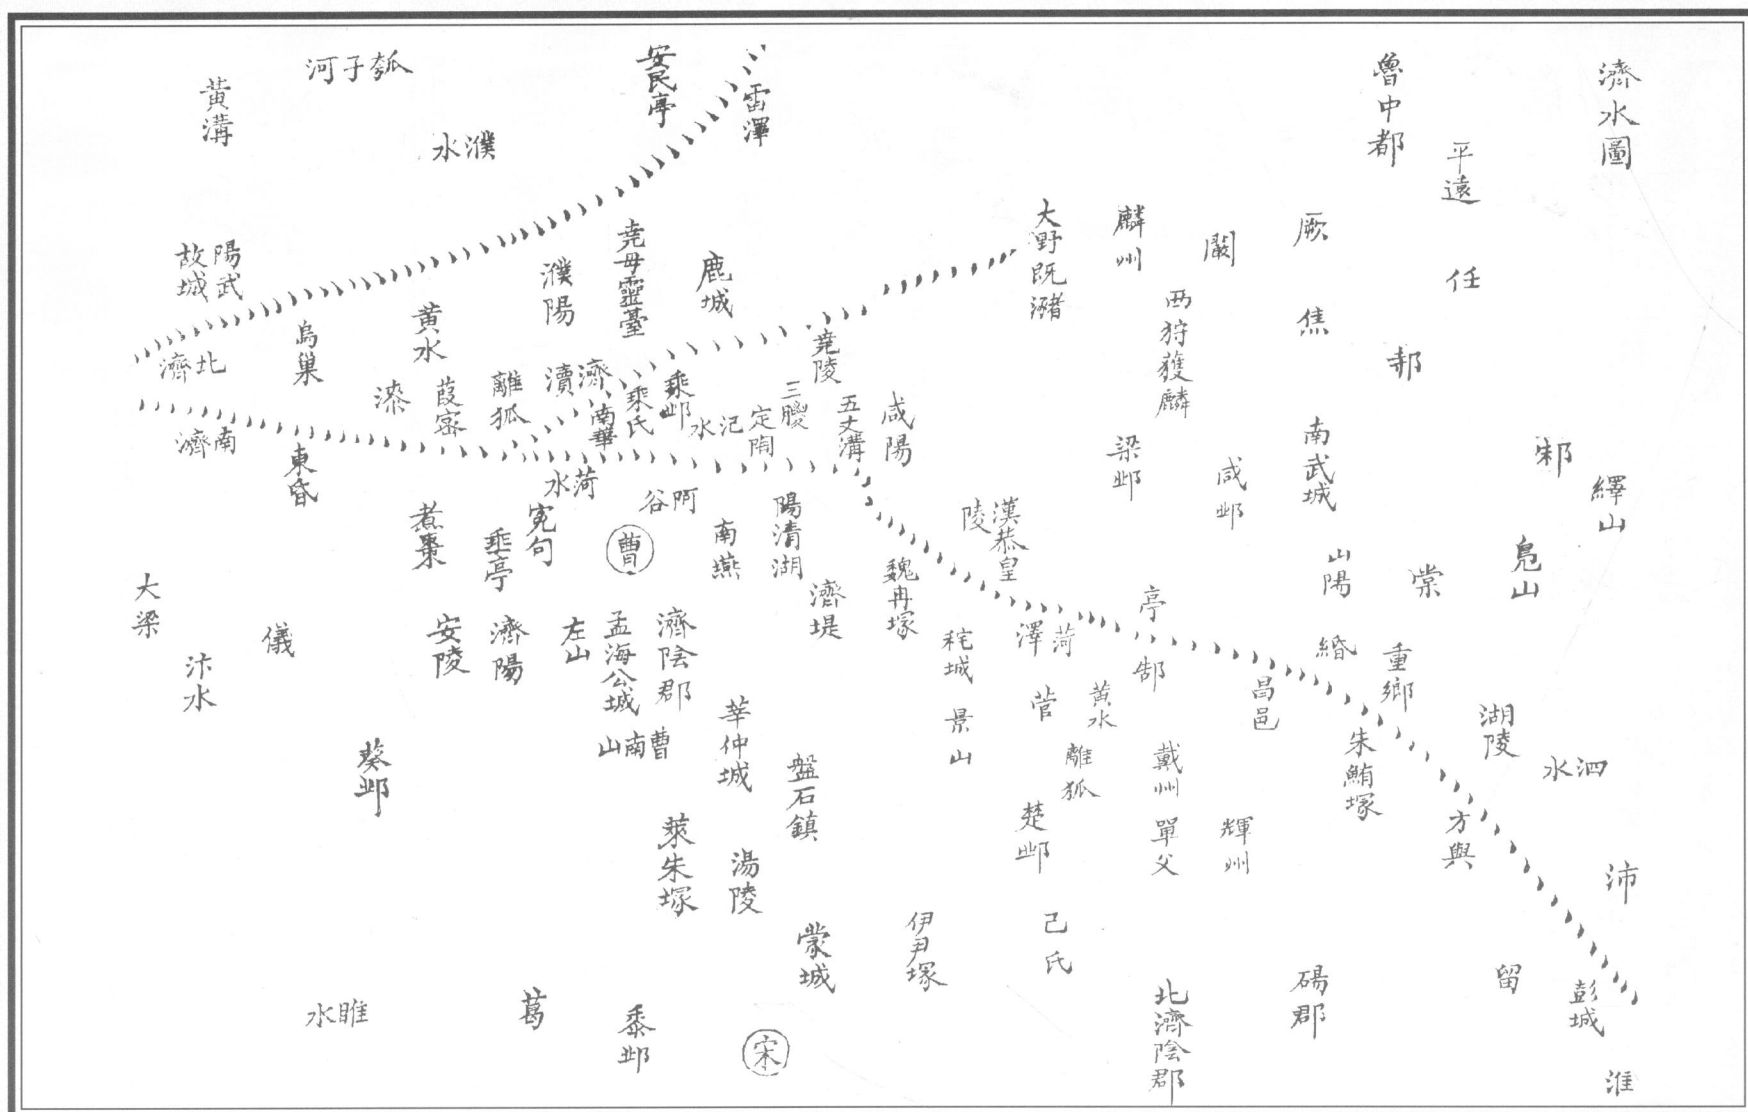 濟水圖
魯中都
平遠
任
厥
闞
麟州
大野既瀦
西狩獲麟
焦
邿
邾
繹山
鳧山
南武城
咸邱
梁邱
山陽
棠
緡
重鄉
湖陵
泗水
沛
彭城
淮
留
方與
朱鮪塚
昌邑
亭
郜
菏澤
漢恭皇陵
黃水
菅
離狐
戴州
單父
輝州
楚邱
己氏
北濟陰郡
碭郡
秺城
景山
魏冉塚
伊尹塚
雷澤
安民亭
瓠子河
濮水
黃溝
陽武故城
北濟
南濟
烏巢
黃水
濮陽
堯母靈臺
鹿城
堯陵
咸陽
五丈溝
三鬷
定陶
氾水
乘邱
乘氏
南華
濟瀆
離狐
葭密
漆
東昏
菏水
阿谷
陽清湖
南燕
曹
冤句
垂亭
煮棗
濟堤
濟陰郡
孟海公城
左山
濟陽
安陵
儀
大梁
汴水
曹南山
莘仲城
盤石鎮
葵邱
萊朱塚
湯陵
蒙城
宋
黍邱
葛
睢水